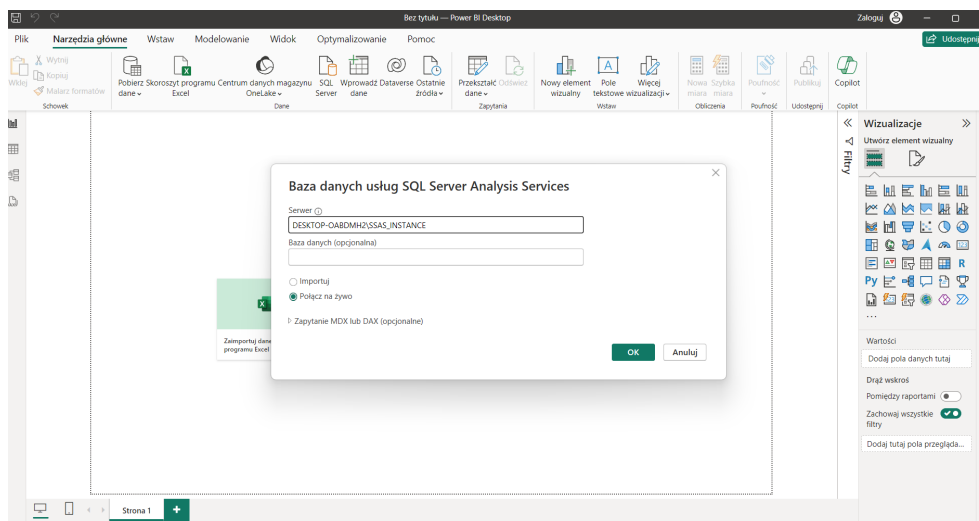 Bez tytułu — Power BI Desktop
Zaloguj
Plik Narzędzia główne Wstaw Modelowanie Widok Optymalizowanie Pomoc
Udostępnij
Wklej
Wytnij
Kopiuj
Malarz formatów
Schowek
Pobierz dane
Skoroszyt programu Excel
Centrum danych magazynu OneLake
SQL Server
Wprowadź dane
Dataverse
Ostatnie źródła
Dane
Przekształć dane
Odśwież
Zapytania
Nowy element wizualny
Pole tekstowe
Więcej wizualizacji
Wstaw
Nowa miara
Szybka miara
Obliczenia
Poufność
Poufność
Publikuj
Udostępnij
Copilot
Copilot
Baza danych usług SQL Server Analysis Services
Serwer
DESKTOP-OABDMH2\SSAS_INSTANCE
Baza danych (opcjonalna)
Importuj
Połącz na żywo
Zapytanie MDX lub DAX (opcjonalne)
OK Anuluj
Zaimportuj dane
programu Excel
Filtry
Wizualizacje
Utwórz element wizualny
123
R
Py
...
Wartości
Dodaj pola danych tutaj
Drąż wskroś
Pomiędzy raportami
Zachowaj wszystkie
filtry
Dodaj tutaj pola przegląda...
Strona 1